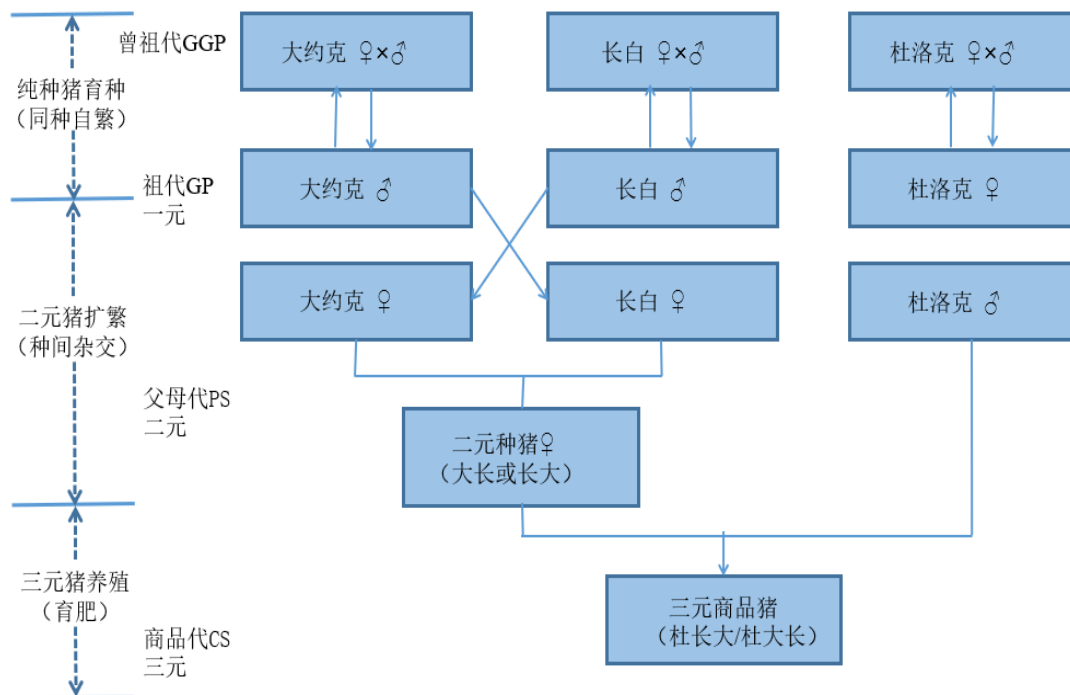 曾祖代GGP
大约克 ♀×♂
长白 ♀×♂
杜洛克 ♀×♂
纯种猪育种
（同种自繁）
祖代GP
一元
大约克 ♂
长白 ♂
杜洛克 ♀
大约克 ♀
长白 ♀
杜洛克 ♂
二元猪扩繁
（种间杂交）
父母代PS
二元
二元种猪♀
（大长或长大）
三元猪养殖
（育肥）
三元商品猪
（杜长大/杜大长）
商品代CS
三元